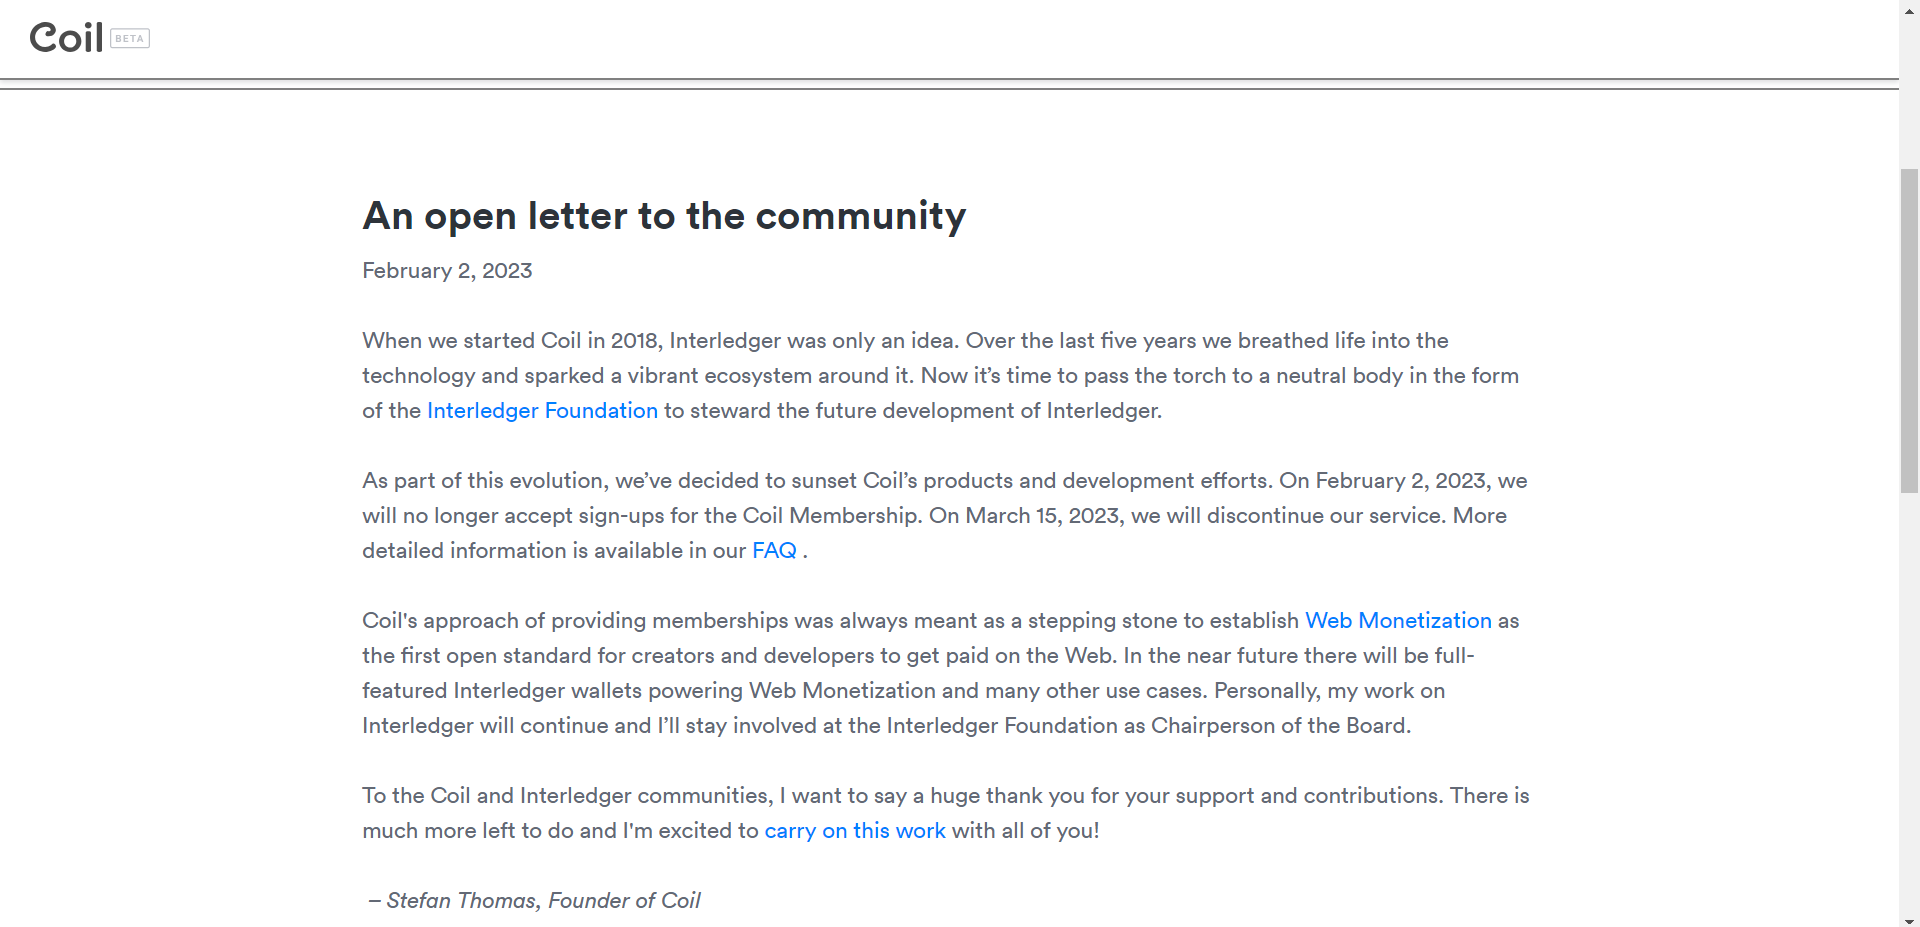 Coil BETA
An open letter to the community
February 2, 2023
When we started Coil in 2018, Interledger was only an idea. Over the last five years we breathed life into the
technology and sparked a vibrant ecosystem around it. Now it’s time to pass the torch to a neutral body in the form
of the Interledger Foundation to steward the future development of Interledger.
As part of this evolution, we’ve decided to sunset Coil’s products and development efforts. On February 2, 2023, we
will no longer accept sign-ups for the Coil Membership. On March 15, 2023, we will discontinue our service. More
detailed information is available in our FAQ .
Coil's approach of providing memberships was always meant as a stepping stone to establish Web Monetization as
the first open standard for creators and developers to get paid on the Web. In the near future there will be full-
featured Interledger wallets powering Web Monetization and many other use cases. Personally, my work on
Interledger will continue and I’ll stay involved at the Interledger Foundation as Chairperson of the Board.
To the Coil and Interledger communities, I want to say a huge thank you for your support and contributions. There is
much more left to do and I'm excited to carry on this work with all of you!
– Stefan Thomas, Founder of Coil